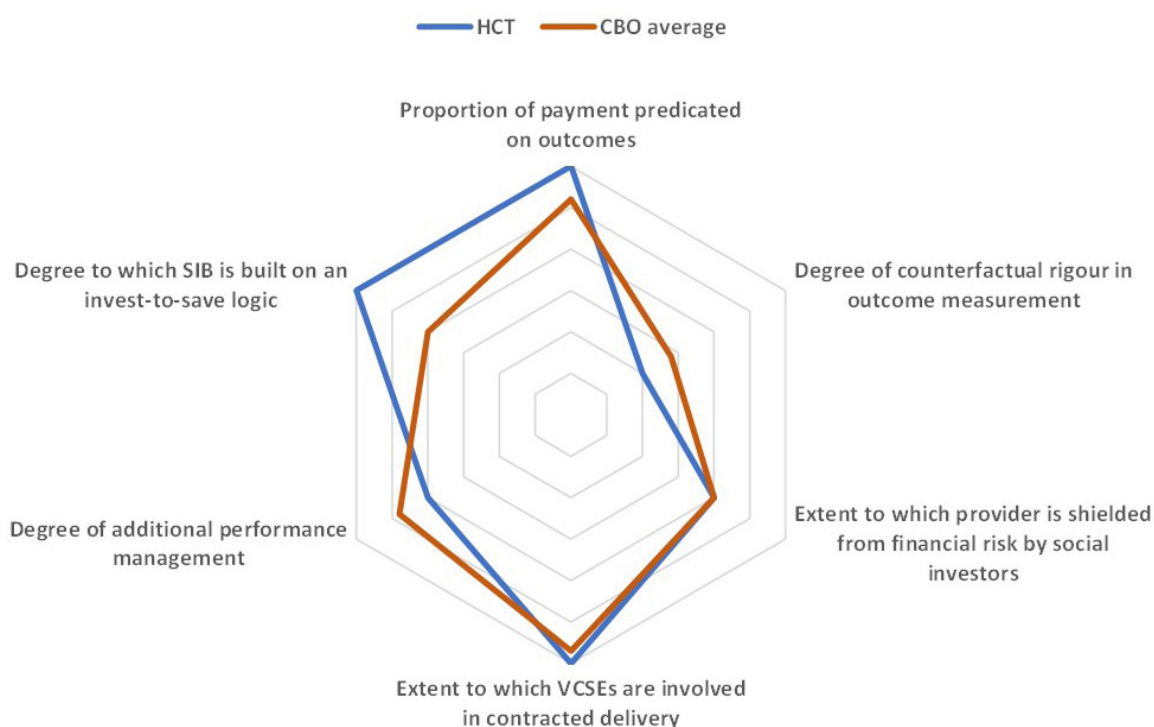 HCT
CBO average
Proportion of payment predicated
on outcomes
Degree to which SIB is built on an
invest-to-save logic
Degree of counterfactual rigour in
outcome measurement
Degree of additional performance
management
Extent to which provider is shielded
from financial risk by social
investors
Extent to which VCSEs are involved
in contracted delivery